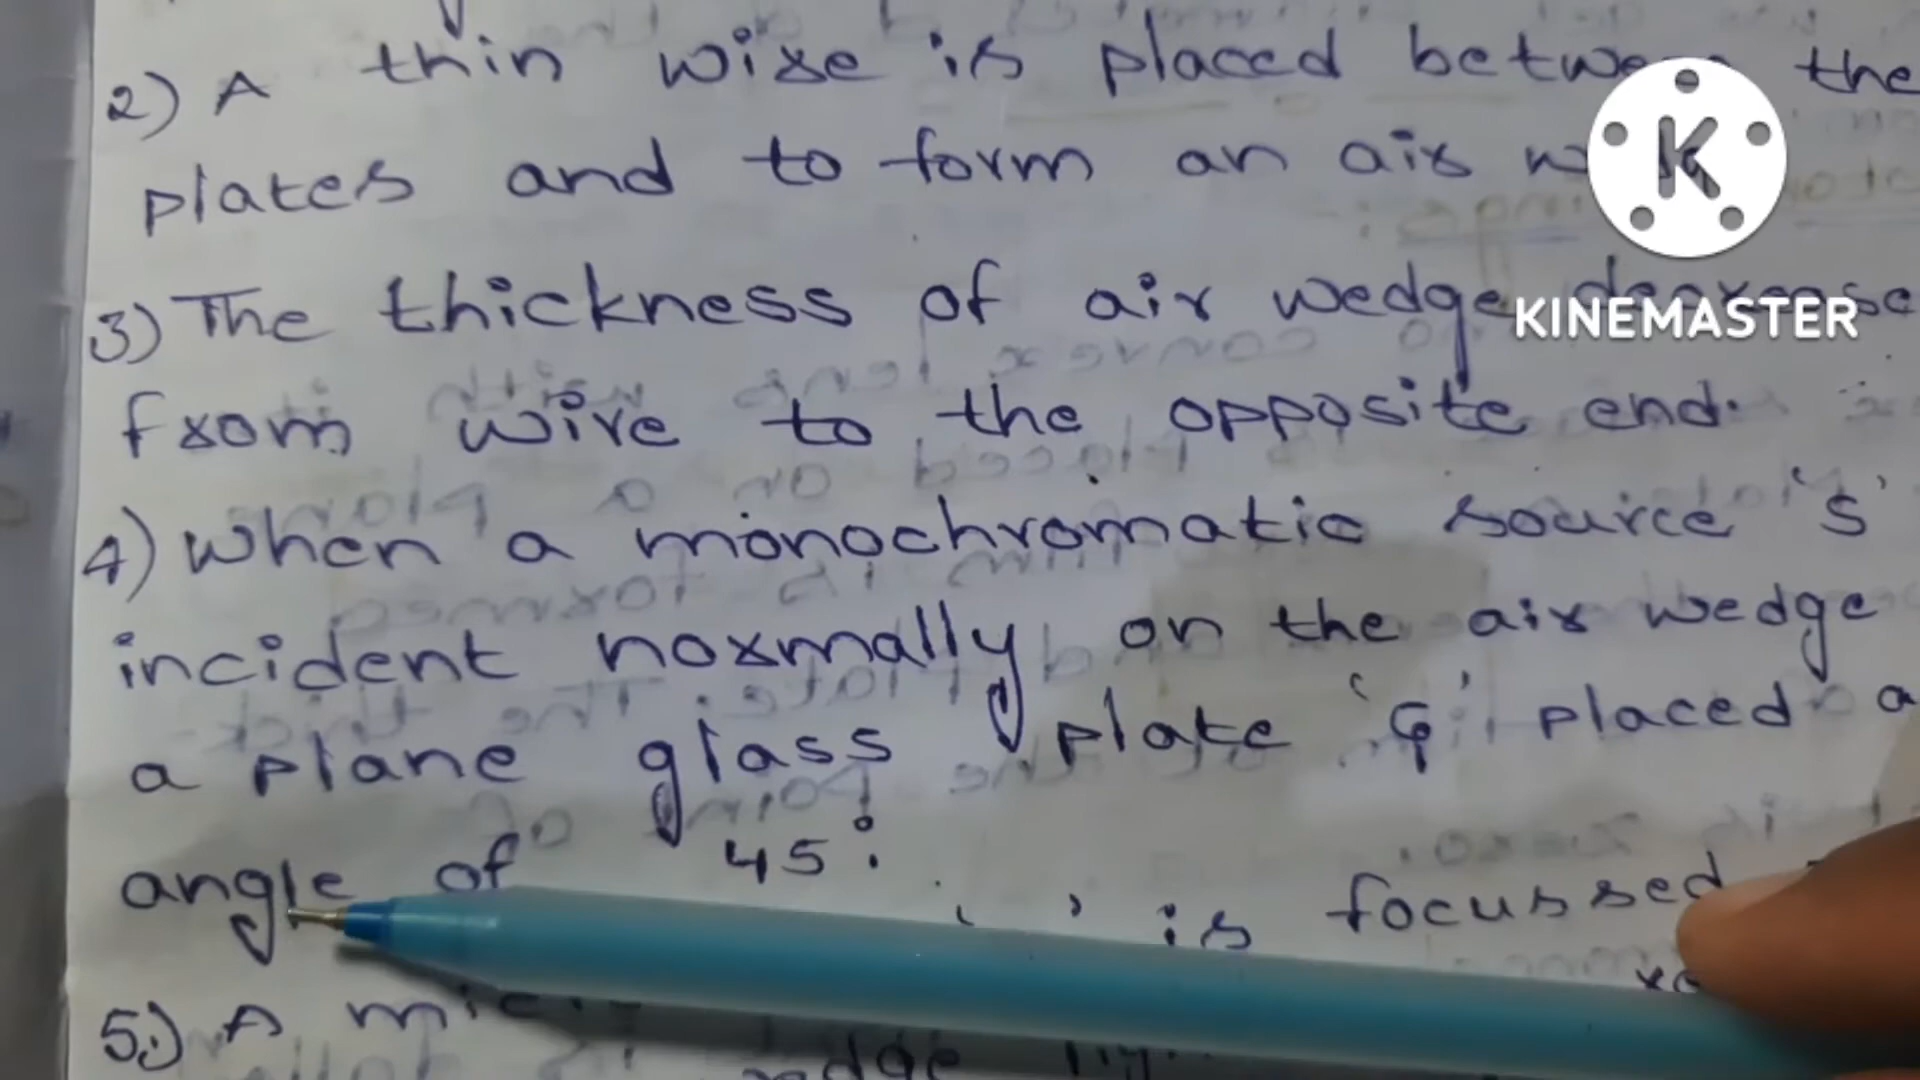 2) A thin wire is placed between the
plates and to form an air
3) The thickness of air wedge decrease
from wire to the opposite end.
4) When a monochromatic source 's'
incident normally on the air wedge
a plane glass plate 'G' placed a
angle of 45°.
' ' is focussed
5.) A
KINEMASTER